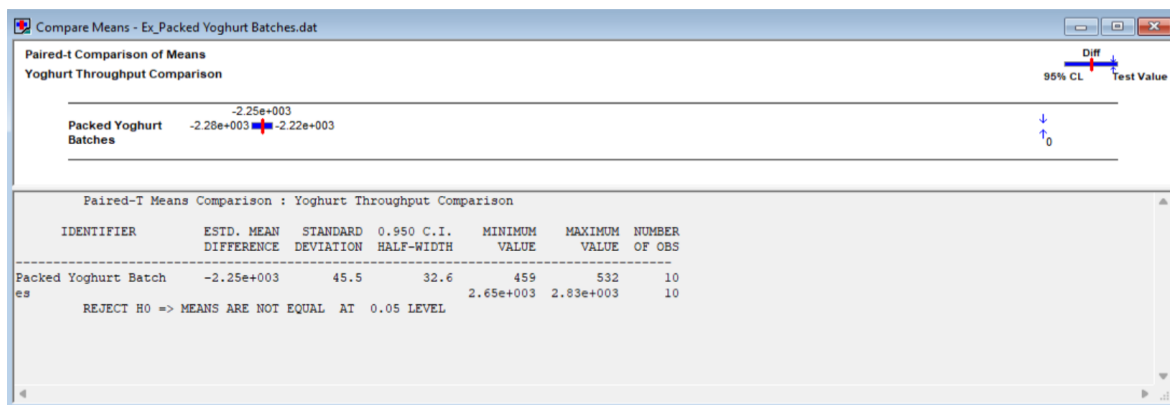 Compare Means - Ex_Packed Yoghurt Batches.dat
Paired-t Comparison of Means
Yoghurt Throughput Comparison
Diff
95% CL Test Value
-2.25e+003
Packed Yoghurt -2.28e+003 -2.22e+003
Batches
0
Paired-T Means Comparison : Yoghurt Throughput Comparison
IDENTIFIER ESTD. MEAN STANDARD 0.950 C.I. MINIMUM MAXIMUM NUMBER
DIFFERENCE DEVIATION HALF-WIDTH VALUE VALUE OF OBS
Packed Yoghurt Batch -2.25e+003 45.5 32.6 459 532 10
es 2.65e+003 2.83e+003 10
REJECT H0 => MEANS ARE NOT EQUAL AT 0.05 LEVEL